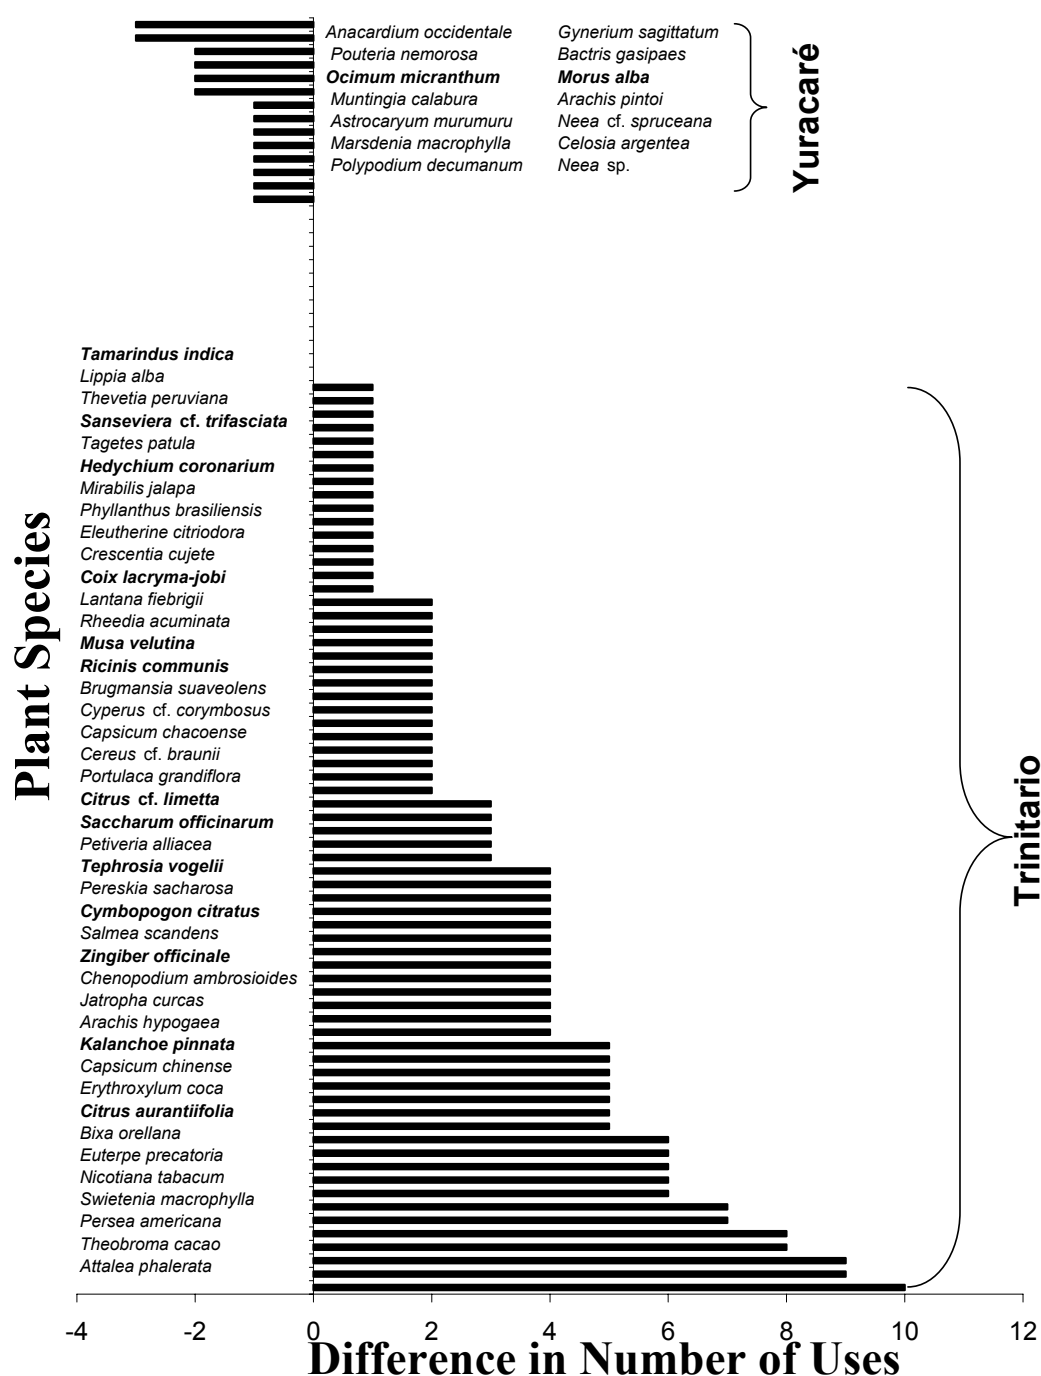 Anacardium occidentale Gynerium sagittatum
Pouteria nemorosa Bactris gasipaes
Ocimum micranthum Morus alba
Muntingia calabura Arachis pintoi
Astrocaryum murumuru Neea cf. spruceana
Marsdenia macrophylla Celosia argentea
Polypodium decumanum Neea sp.
Yuracaré
Tamarindus indica
Lippia alba
Thevetia peruviana
Sanseviera cf. trifasciata
Tagetes patula
Hedychium coronarium
Mirabilis jalapa
Phyllanthus brasiliensis
Eleutherine citriodora
Crescentia cujete
Coix lacryma-jobi
Lantana fiebrigii
Rheedia acuminata
Musa velutina
Ricinis communis
Brugmansia suaveolens
Cyperus cf. corymbosus
Capsicum chacoense
Cereus cf. braunii
Portulaca grandiflora
Citrus cf. limetta
Saccharum officinarum
Petiveria alliacea
Tephrosia vogelii
Pereskia sacharosa
Cymbopogon citratus
Salmea scandens
Zingiber officinale
Chenopodium ambrosioides
Jatropha curcas
Arachis hypogaea
Kalanchoe pinnata
Capsicum chinense
Erythroxylum coca
Citrus aurantiifolia
Bixa orellana
Euterpe precatoria
Nicotiana tabacum
Swietenia macrophylla
Persea americana
Theobroma cacao
Attalea phalerata
Plant Species
Trinitario
-4 -2 0 2 4 6 8 10 12
Difference in Number of Uses